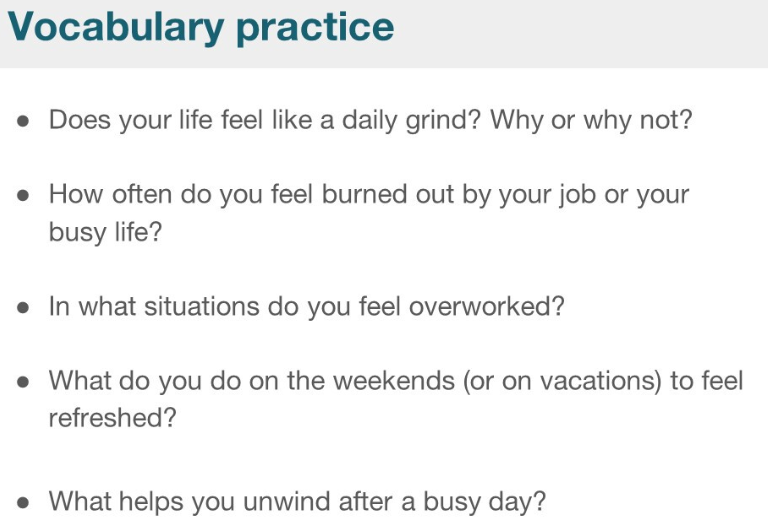 Vocabulary practice
● Does your life feel like a daily grind? Why or why not?
● How often do you feel burned out by your job or your
busy life?
● In what situations do you feel overworked?
● What do you do on the weekends (or on vacations) to feel
refreshed?
● What helps you unwind after a busy day?